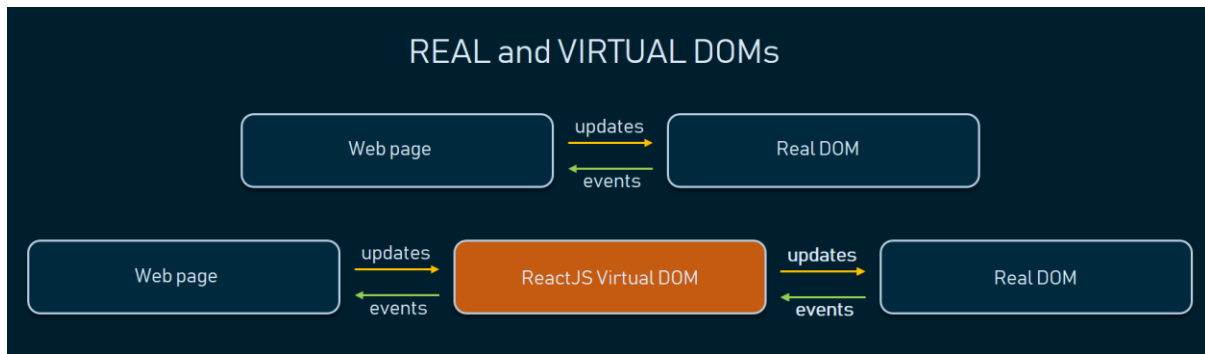 REAL and VIRTUAL DOMs
Web page
updates
events
Real DOM
Web page
updates
events
ReactJS Virtual DOM
updates
events
Real DOM